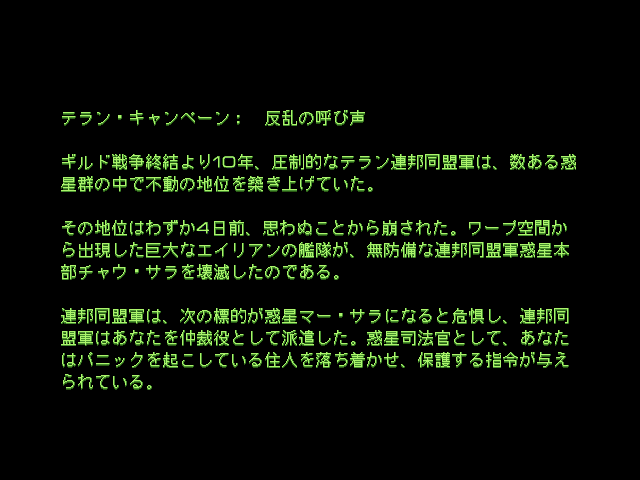 テラン・キャンペーン：　反乱の呼び声
ギルド戦争終結より10年、圧制的なテラン連邦同盟軍は、数ある惑
星群の中で不動の地位を築き上げていた。
その地位はわずか4日前、思わぬことから崩された。ワープ空間か
ら出現した巨大なエイリアンの艦隊が、無防備な連邦同盟軍惑星本
部チャウ・サラを壊滅したのである。
連邦同盟軍は、次の標的が惑星マー・サラになると危惧し、連邦同
盟軍はあなたを仲裁役として派遣した。惑星司法官として、あなた
はパニックを起こしている住人を落ち着かせ、保護する指令が与え
られている。